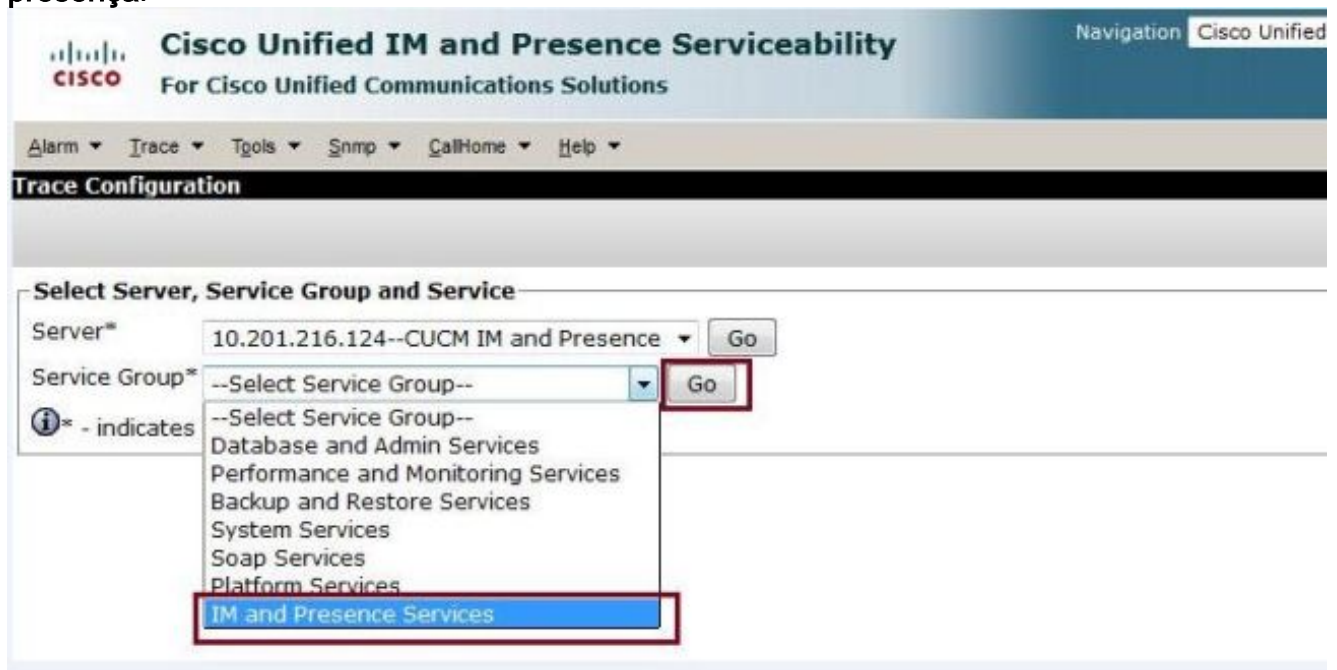 presença.
Cisco Unified IM and Presence Serviceability
Navigation Cisco Unified
CISCO
For Cisco Unified Communications Solutions
Alarm Trace Tools Snmp CallHome Help
Trace Configuration
Select Server, Service Group and Service
Server* 10.201.216.124--CUCM IM and Presence Go
Service Group* --Select Service Group-- Go
* - indicates
--Select Service Group--
Database and Admin Services
Performance and Monitoring Services
Backup and Restore Services
System Services
Soap Services
Platform Services
IM and Presence Services